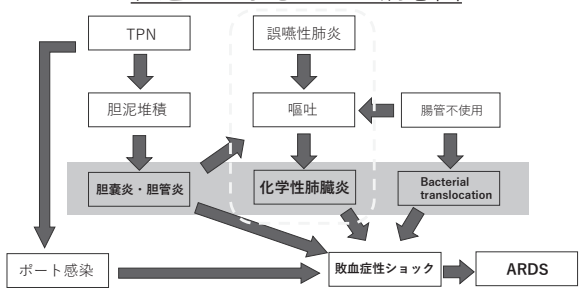 TPN
誤嚥性肺炎
胆泥堆積
嘔吐
腸管不使用
胆嚢炎・胆管炎
化学性肺臓炎
Bacterial
translocation
ポート感染
敗血症性ショック
ARDS